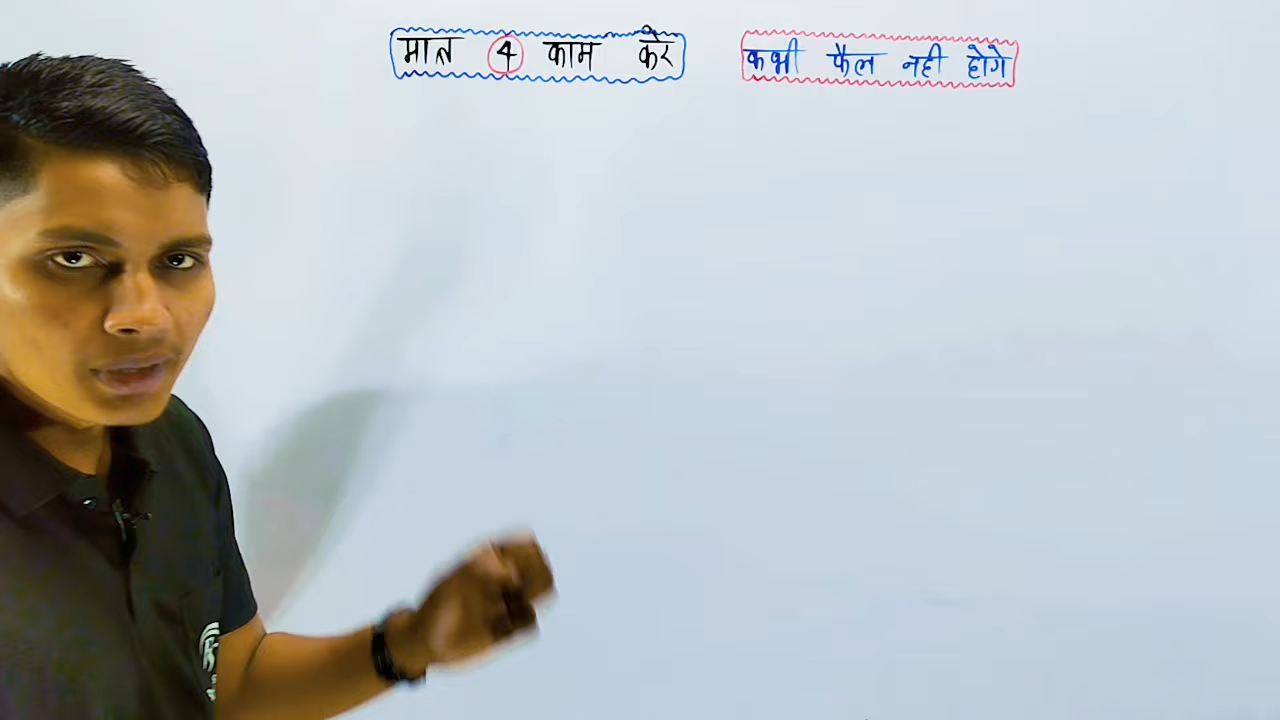 मात्र 4 काम करे कभी फैल नही होगे